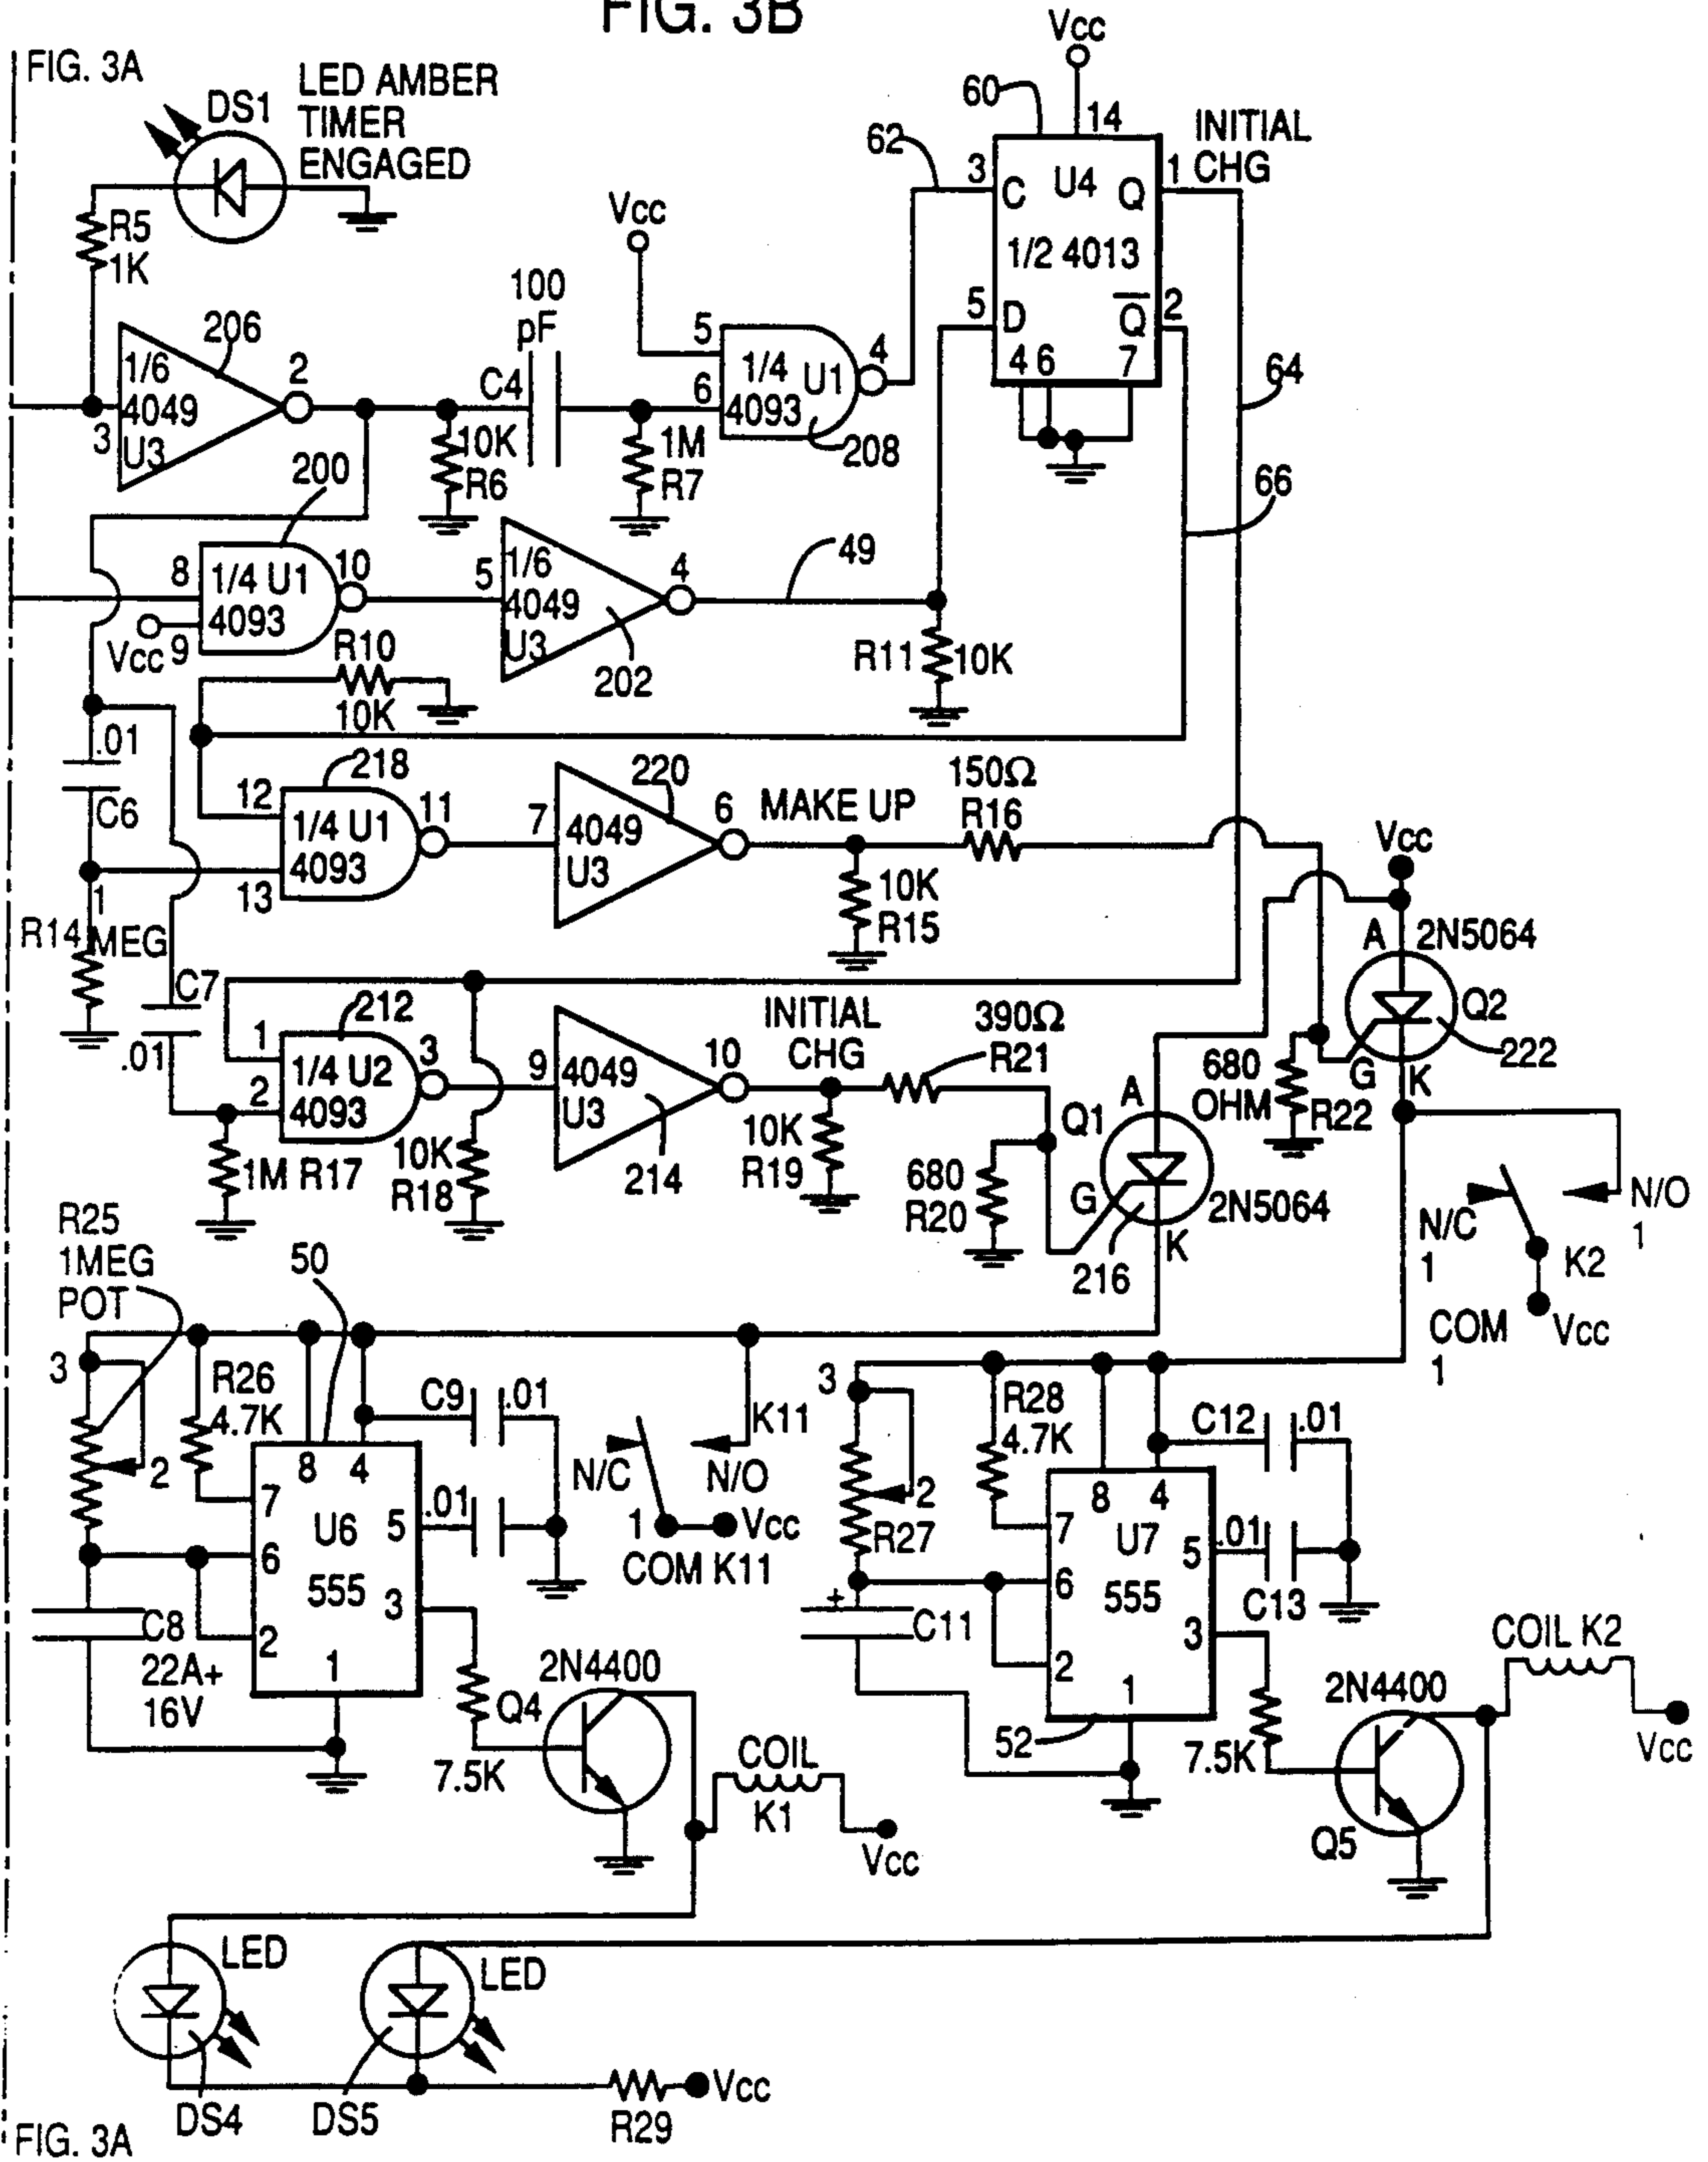 FIG. 3B
FIG. 3A
LED AMBER
TIMER
ENGAGED
DS1
R5
1K
Vcc
60
14
INITIAL
CHG
62
3
C
U4
Q
1
1/2 4013
5
D
Q
2
4 6
7
Vcc
100
pF
C4
206
1/6
4049
U3
3
2
5
6
1/4
4093
U1
4
208
10K
R6
1M
R7
64
66
200
8
1/4 U1
4093
10
Vcc 9
5
1/6
4049
U3
4
202
49
R11
10K
R10
10K
.01
C6
218
12
1/4 U1
4093
11
13
7
4049
U3
220
6
MAKE UP
150Ω
R16
10K
R15
1
MEG
R14
C7
.01
Vcc
A
2N5064
Q2
222
G
K
680
OHM
R22
212
1
1/4 U2
4093
3
2
1M R17
10K
R18
9
4049
U3
10
214
INITIAL
CHG
390Ω
R21
10K
R19
680
R20
Q1
A
G
2N5064
K
216
N/C
1
N/O
1
K2
COM
1
Vcc
R25
1MEG
POT
50
3
2
R26
4.7K
8
4
7
U6
5
6
555
3
2
1
C9
.01
.01
C8
22A+
16V
K11
N/C
N/O
1
Vcc
COM K11
3
2
R27
R28
4.7K
8
4
7
U7
5
6
555
3
2
1
C12
.01
.01
C13
+
C11
52
2N4400
Q4
7.5K
COIL
K1
Vcc
2N4400
7.5K
Q5
COIL K2
Vcc
LED
LED
DS4
DS5
R29
Vcc
FIG. 3A